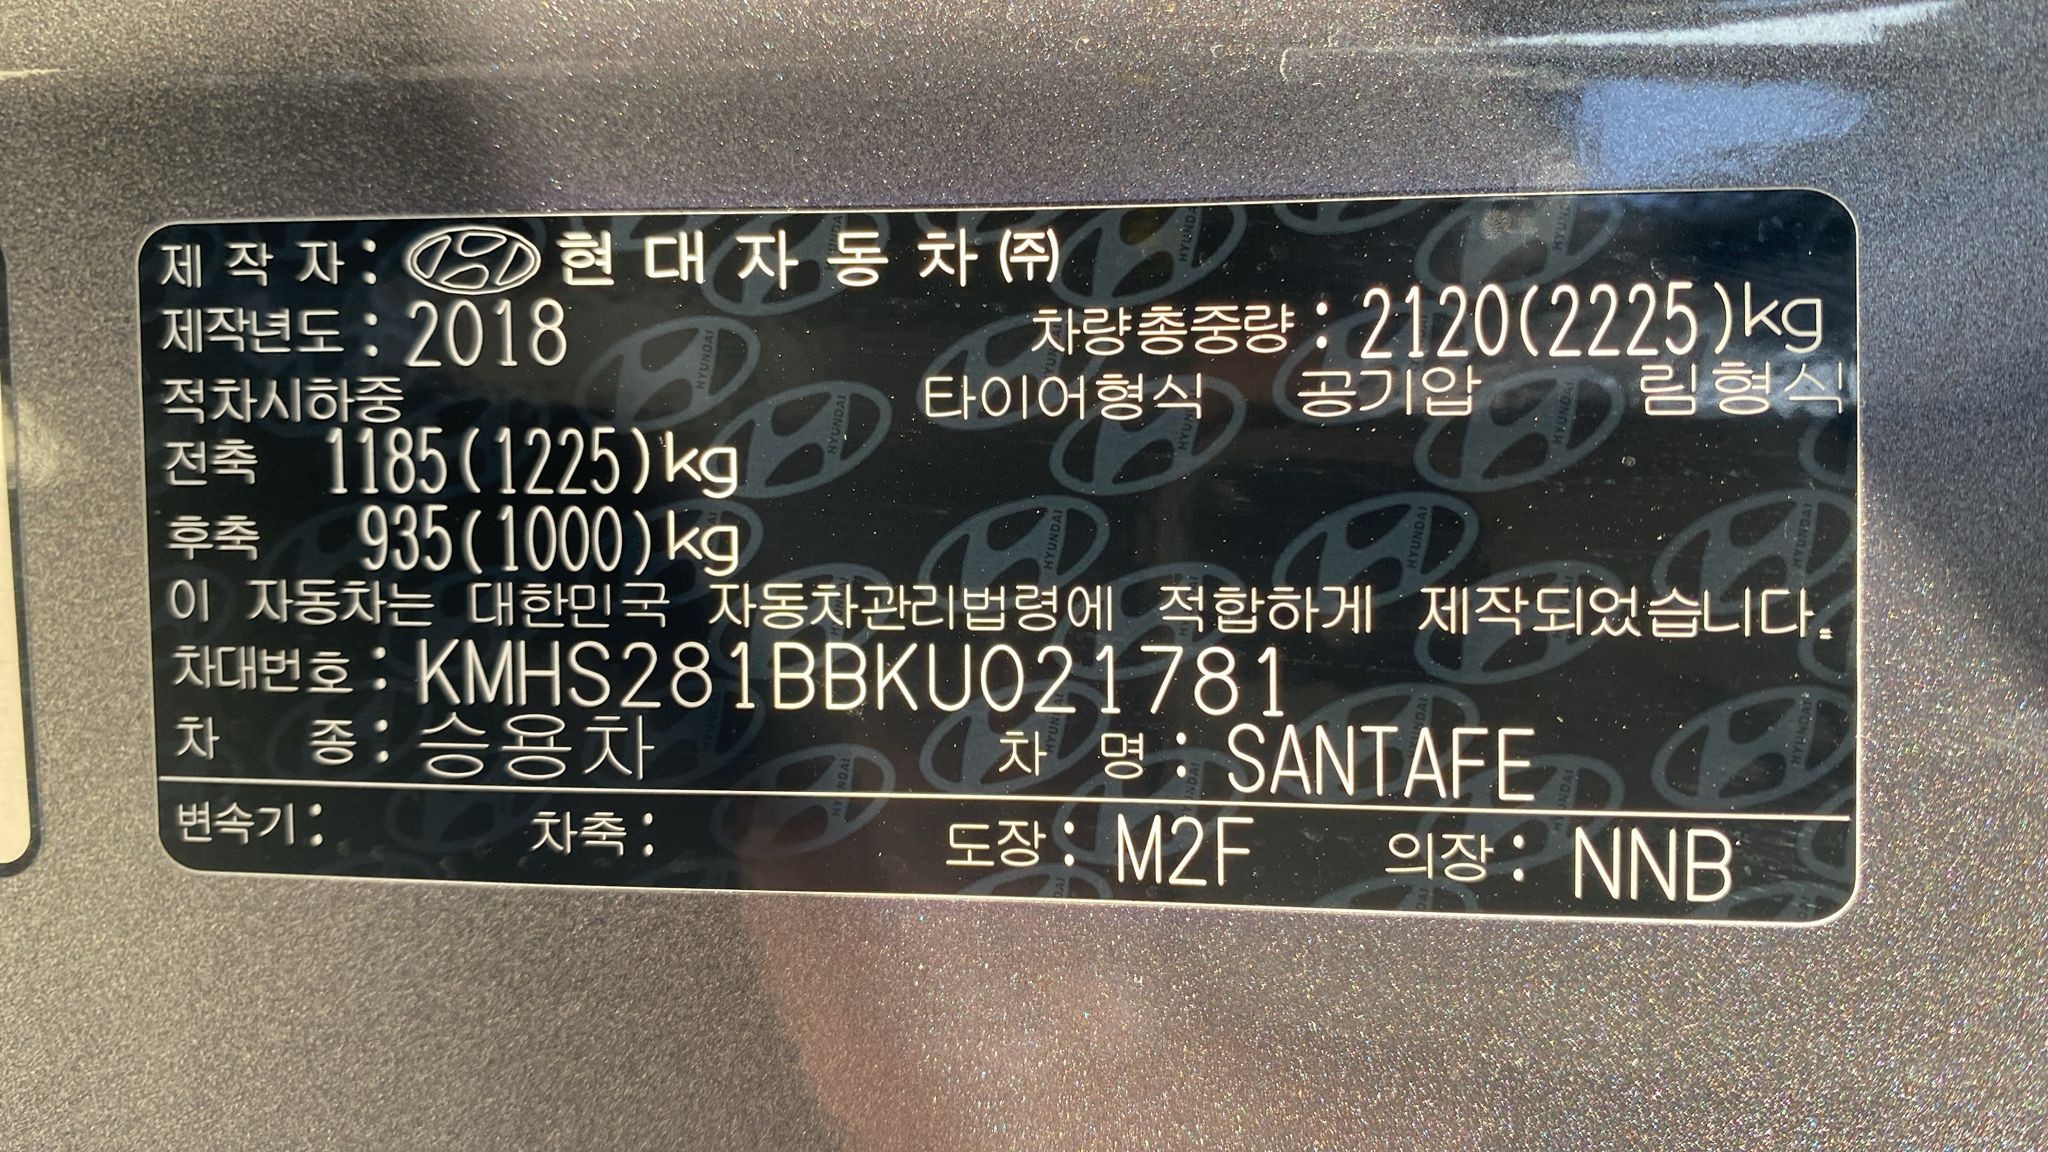 제 작 자 : 현 대 자 동 차 ㈜
제작년도 : 2018 차량총중량 : 2120(2225)kg
적차시하중 타이어형식 공기압 림형식
전축 1185(1225)kg
후축 935(1000)kg
이 자동차는 대한민국 자동차관리법령에 적합하게 제작되었습니다.
차대번호 : KMHS281BBKU021781
차 종 : 승용차 차 명 : SANTAFE
변속기 : 차축 : 도장 : M2F 의장 : NNB